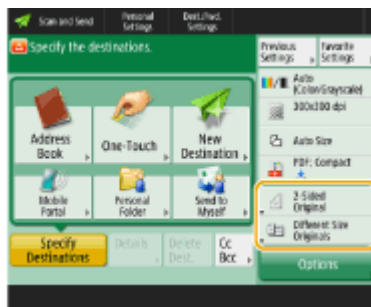 Scan and Send
Personal
Settings
Dest./Fwd.
Settings
Specify the destinations.
Previous
Settings
Favorite
Settings
Auto
(Color/Grayscale)
300x300 dpi
Auto Size
PDF; Compact
2-Sided
Original
Different Size
Originals
Options
Address
Book
One-Touch
New
Destination
Mobile
Portal
Personal
Folder
Send to
Myself
Specify
Destinations
Details
Delete
Dest.
Cc
Bcc